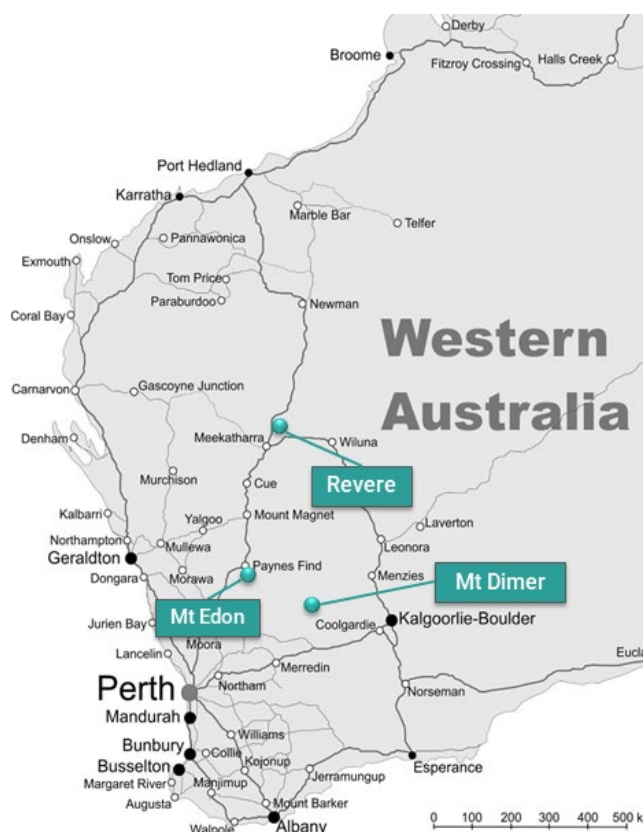 Derby
Broome
Fitzroy Crossing
Halls Creek
Port Hedland
Karratha
Marble Bar
Telfer
Onslow
Pannawonica
Exmouth
Tom Price
Paraburdoo
Newman
Coral Bay
Western
Australia
Carnarvon
Gascoyne Junction
Denham
Meekatharra
Wiluna
Revere
Murchison
Cue
Kalbarri
Yalgoo
Mount Magnet
Laverton
Northampton
Mullewa
Leonora
Geraldton
Dongara
Morawa
Paynes Find
Menzies
Mt Dimer
Mt Edon
Jurien Bay
Kalgoorlie-Boulder
Coolgardie
Moora
Lancelin
Merredin
Eucla
Perth
Northam
Norseman
Mandurah
Williams
Bunbury
Collie
Busselton
Kojonup
Esperance
Margaret River
Manjimup
Jerramungup
Augusta
Mount Barker
Walpole
Albany
0 100 200 300 400 500 k